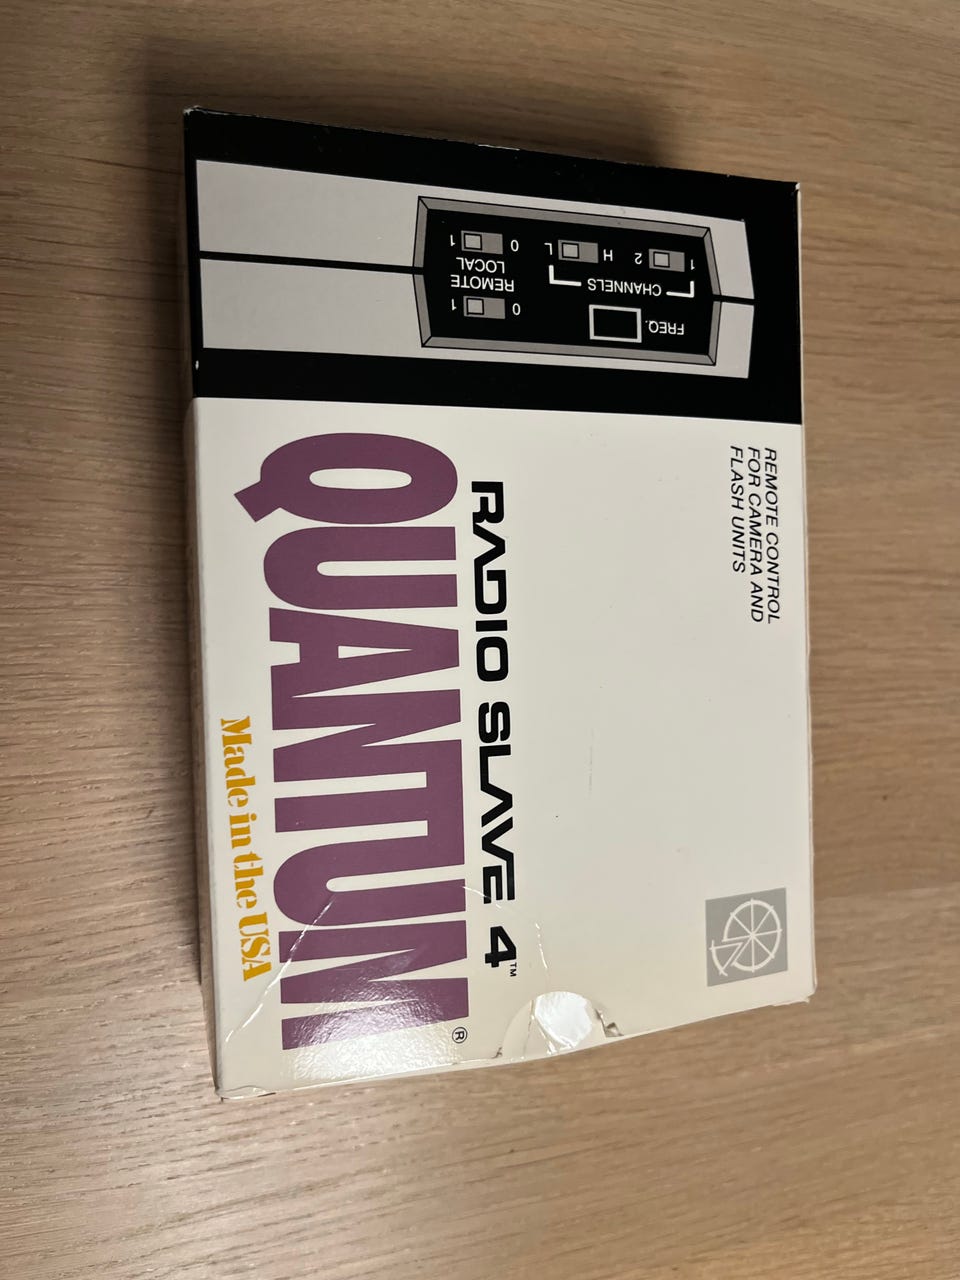 REMOTE CONTROL
FOR CAMERA AND
FLASH UNITS
RADIO SLAVE 4™
QUANTUM®
Made in the USA
FREQ.
CHANNELS
1 2 H L
REMOTE
0 1
LOCAL
0 1